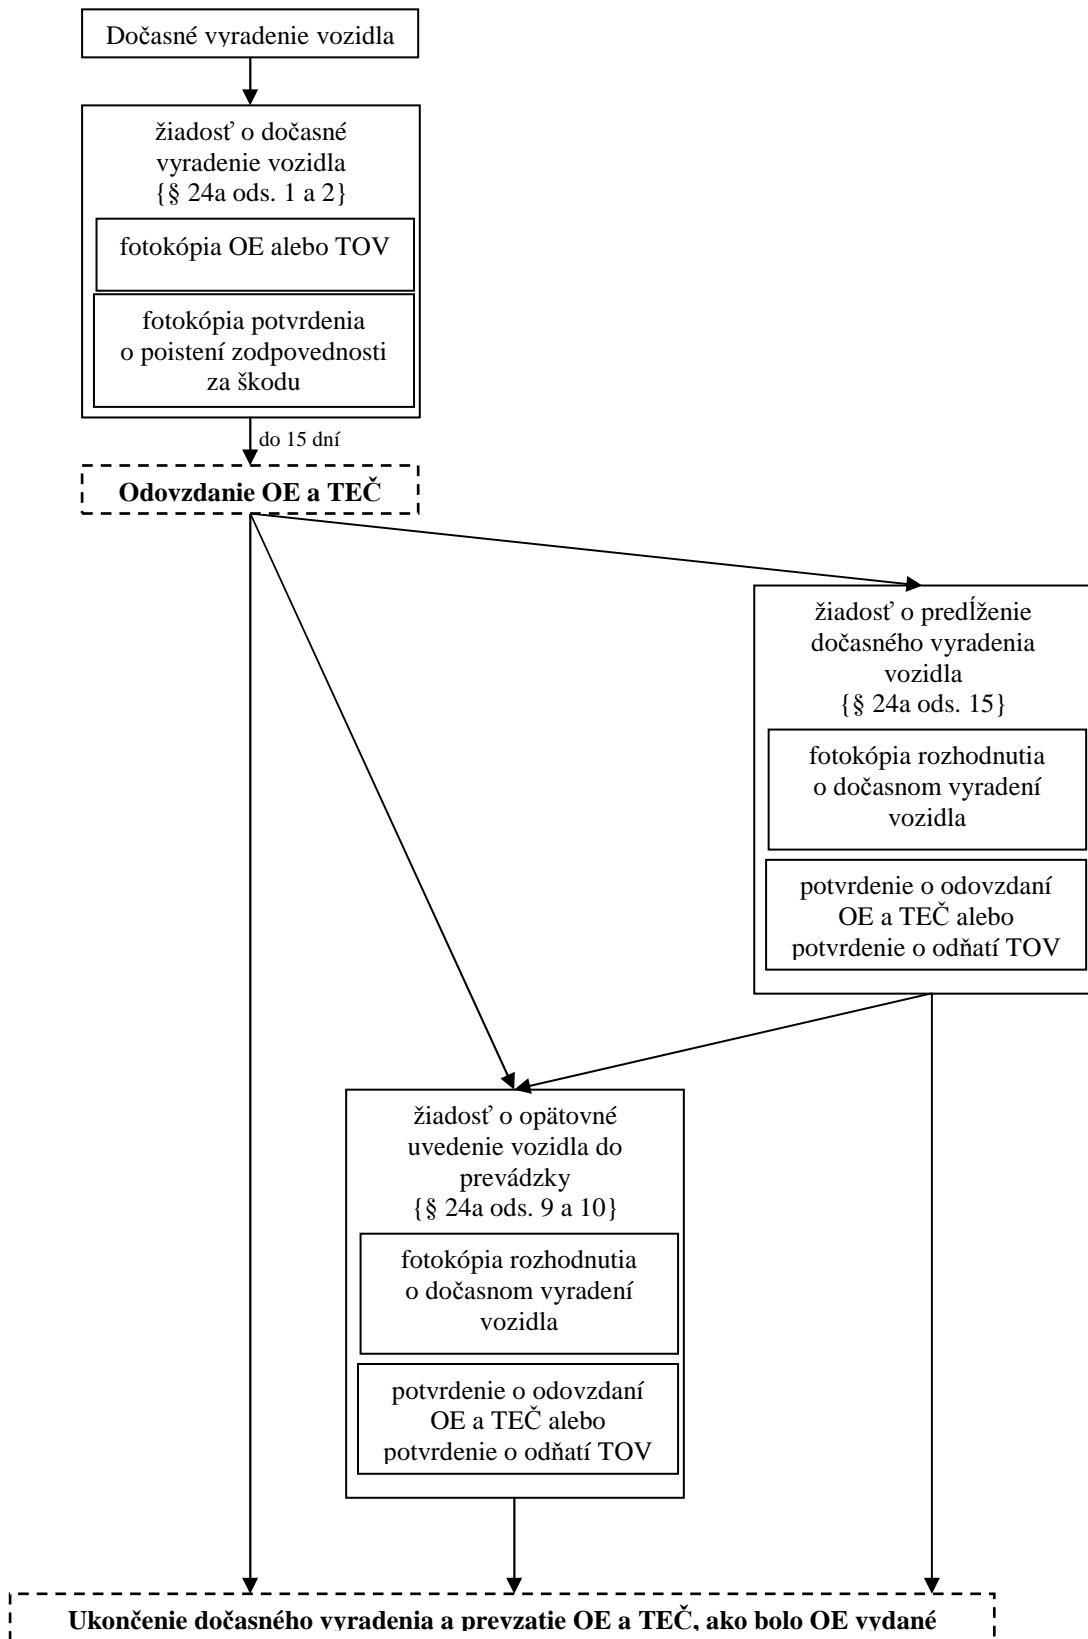 Dočasné vyradenie vozidla
žiadosť o dočasné
vyradenie vozidla
{§ 24a ods. 1 a 2}
fotokópia OE alebo TOV
fotokópia potvrdenia
o poistení zodpovednosti
za škodu
do 15 dní
Odovzdanie OE a TEČ
žiadosť o predĺženie
dočasného vyradenia
vozidla
{§ 24a ods. 15}
fotokópia rozhodnutia
o dočasnom vyradení
vozidla
potvrdenie o odovzdaní
OE a TEČ alebo
potvrdenie o odňatí TOV
žiadosť o opätovné
uvedenie vozidla do
prevádzky
{§ 24a ods. 9 a 10}
fotokópia rozhodnutia
o dočasnom vyradení
vozidla
potvrdenie o odovzdaní
OE a TEČ alebo
potvrdenie o odňatí TOV
Ukončenie dočasného vyradenia a prevzatie OE a TEČ, ako bolo OE vydané